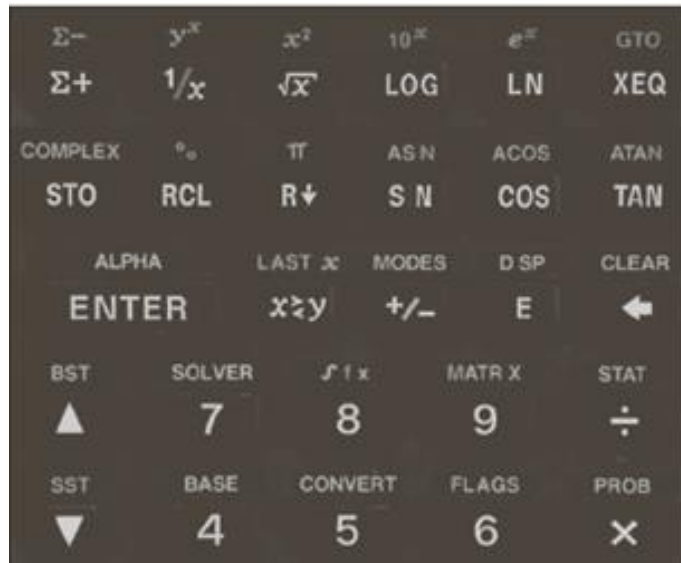 Σ− yˣ x² 10ˣ eˣ GTO
Σ+ 1/x √x LOG LN XEQ
COMPLEX % π AS N ACOS ATAN
STO RCL R↓ S N COS TAN
ALPHA LAST x MODES D SP CLEAR
ENTER x≷y +/− E ←
BST SOLVER ∫ f x MATR X STAT
▲ 7 8 9 ÷
SST BASE CONVERT FLAGS PROB
▼ 4 5 6 ×